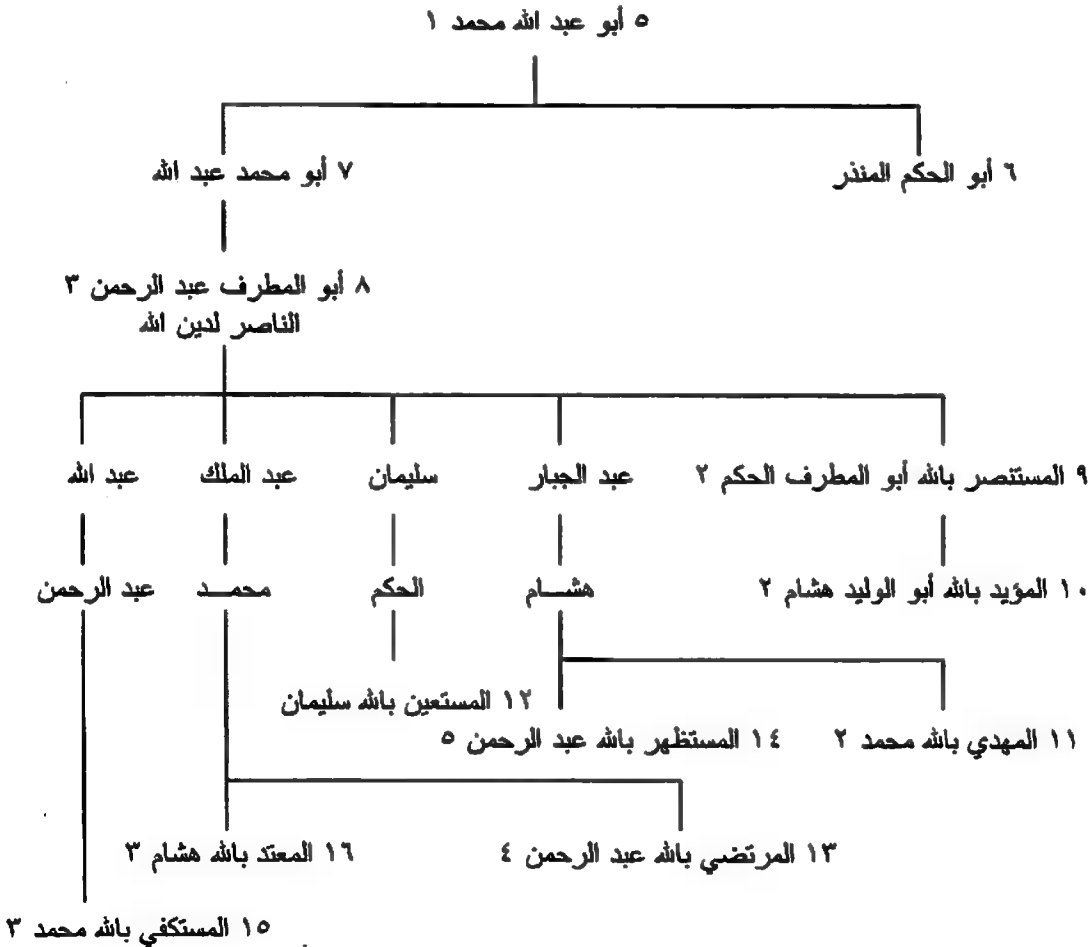 ٥ أبو عبد الله محمد ١
٦ أبو الحكم المنذر
٧ أبو محمد عبد الله
٨ أبو المطرف عبد الرحمن ٣
الناصر لدين الله
٩ المستنصر بالله أبو المطرف الحكم ٢
عبد الجبار
سليمان
عبد الملك
عبد الله
١٠ المؤيد بالله أبو الوليد هشام ٢
هشـــام
الحكم
محمـــد
عبد الرحمن
١٢ المستعين بالله سليمان
١١ المهدي بالله محمد ٢
١٤ المستظهر بالله عبد الرحمن ٥
١٣ المرتضي بالله عبد الرحمن ٤
١٦ المعتد بالله هشام ٣
١٥ المستكفي بالله محمد ٣